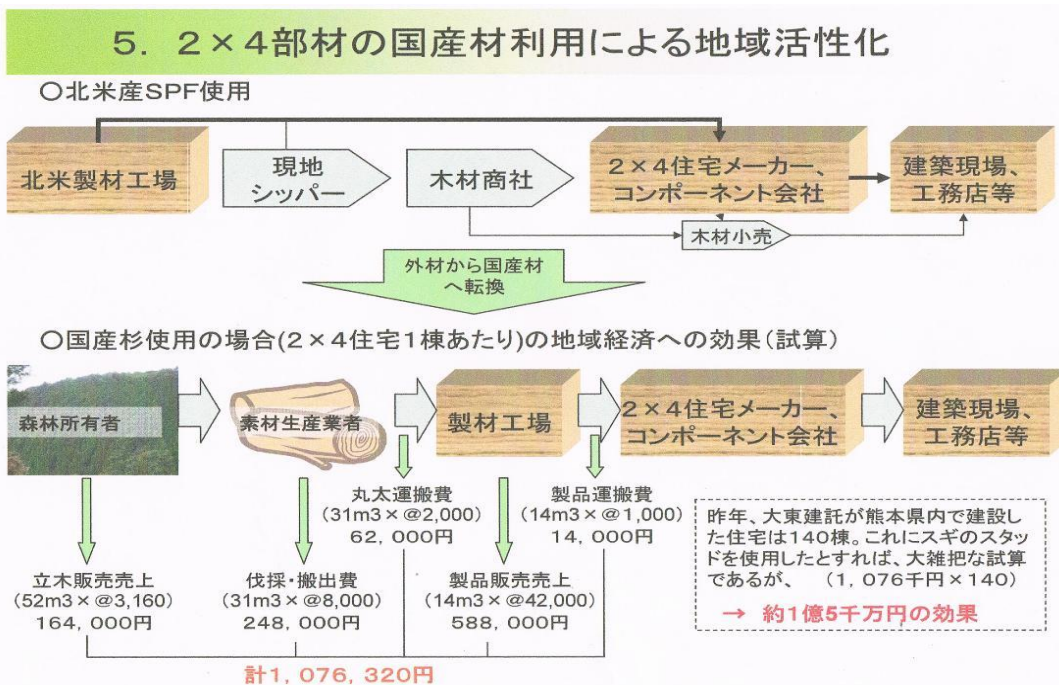 5. 2×4部材の国産材利用による地域活性化
○北米産SPF使用
北米製材工場
現地
シッパー
木材商社
2×4住宅メーカー、
コンポーネント会社
建築現場、
工務店等
木材小売
外材から国産材
へ転換
○国産杉使用の場合(2×4住宅1棟あたり)の地域経済への効果(試算)
森林所有者
素材生産業者
製材工場
2×4住宅メーカー、
コンポーネント会社
建築現場、
工務店等
丸太運搬費
(31m3×@2,000)
62,000円
製品運搬費
(14m3×@1,000)
14,000円
立木販売売上
(52m3×@3,160)
164,000円
伐採・搬出費
(31m3×@8,000)
248,000円
製品販売売上
(14m3×@42,000)
588,000円
計1,076,320円
昨年、大東建託が熊本県内で建設し
た住宅は140棟。これにスギのスタッ
ドを使用したとすれば、大雑把な試算
であるが、 (1,076千円×140)
→ 約1億5千万円の効果